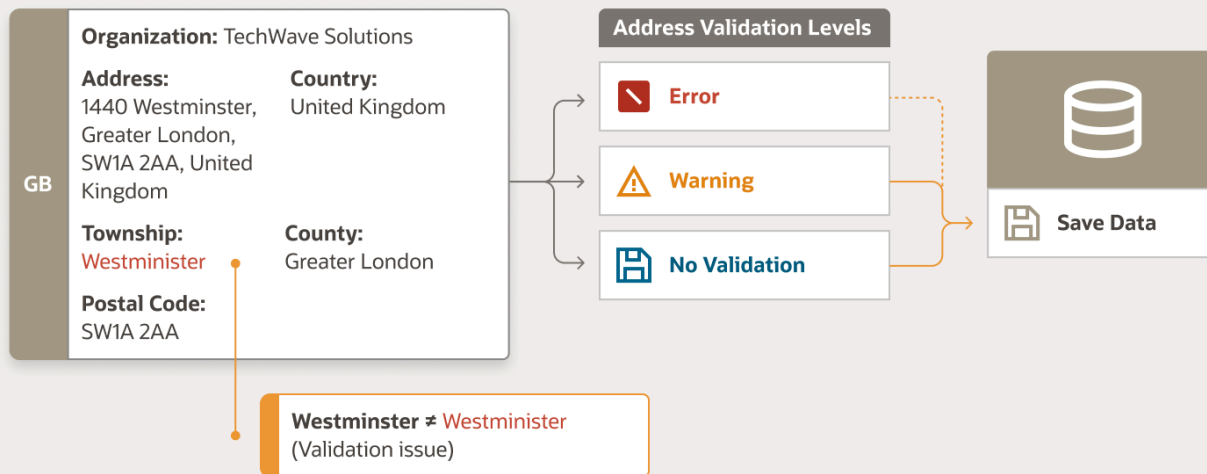 GB
Organization: TechWave Solutions
Address:
1440 Westminster,
Greater London,
SW1A 2AA, United
Kingdom
Country:
United Kingdom
Township:
Westminister
County:
Greater London
Postal Code:
SW1A 2AA
Westminster ≠ Westminister
(Validation issue)
Address Validation Levels
Error
Warning
No Validation
Save Data